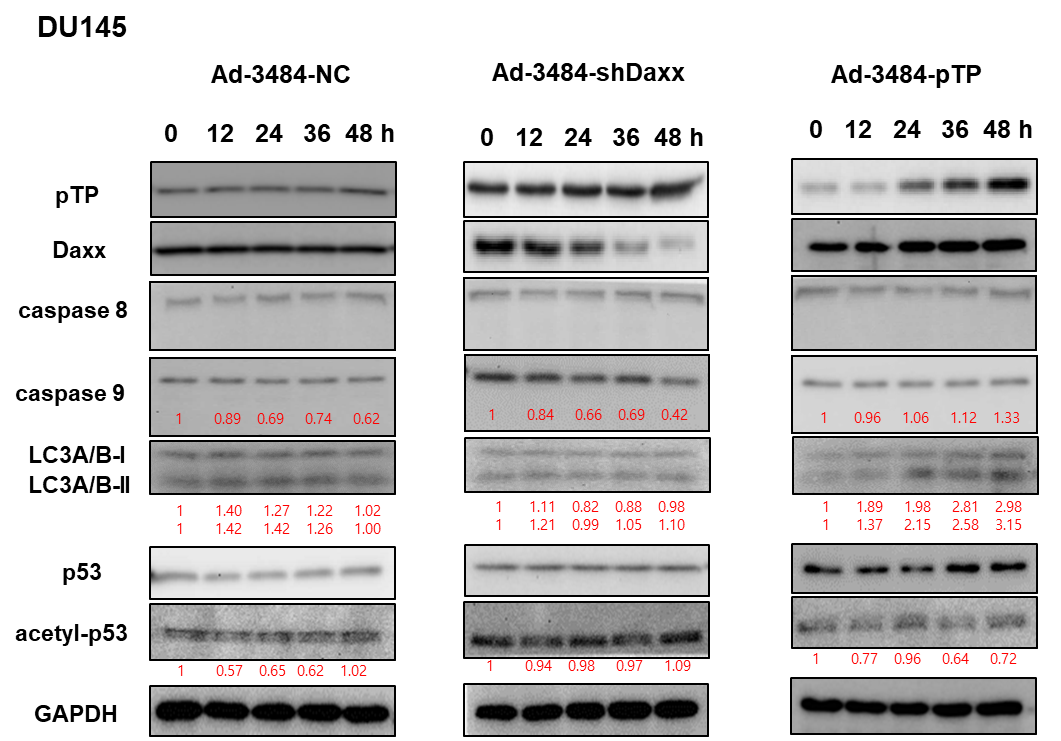 DU145
Ad-3484-NC Ad-3484-shDaxx Ad-3484-pTP
0 12 24 36 48 h 0 12 24 36 48 h 0 12 24 36 48 h
pTP
Daxx
caspase 8
caspase 9
1 0.89 0.69 0.74 0.62 1 0.84 0.66 0.69 0.42 1 0.96 1.06 1.12 1.33
LC3A/B-I
LC3A/B-II
1 1.40 1.27 1.22 1.02 1 1.11 0.82 0.88 0.98 1 1.89 1.98 2.81 2.98
1 1.42 1.42 1.26 1.00 1 1.21 0.99 1.05 1.10 1 1.37 2.15 2.58 3.15
p53
acetyl-p53
1 0.57 0.65 0.62 1.02 1 0.94 0.98 0.97 1.09 1 0.77 0.96 0.64 0.72
GAPDH